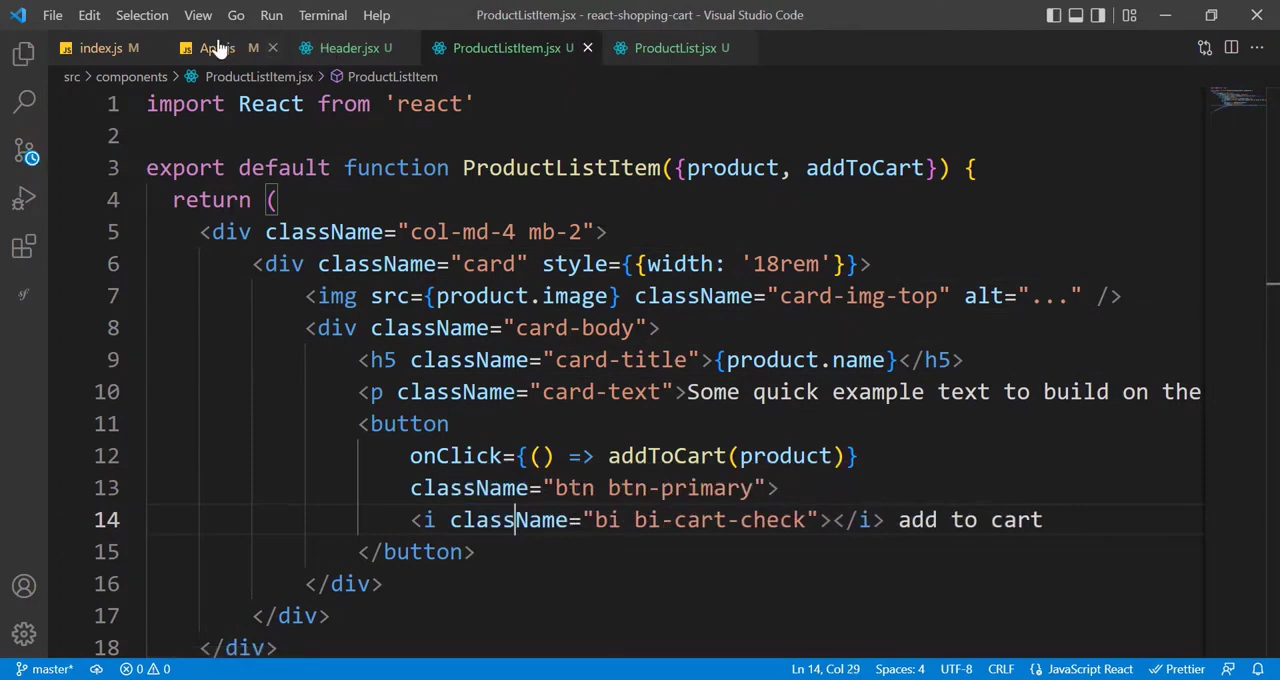 File Edit Selection View Go Run Terminal Help ProductListItem.jsx - react-shopping-cart - Visual Studio Code
JS index.js M JS M Header.jsx U ProductListItem.jsx U ProductList.jsx U
src > components > ProductListItem.jsx > ProductListItem
1 import React from 'react'
2
3 export default function ProductListItem({product, addToCart}) {
4 return (
5 <div className="col-md-4 mb-2">
6 <div className="card" style={{width: '18rem'}}>
7 <img src={product.image} className="card-img-top" alt="..." />
8 <div className="card-body">
9 <h5 className="card-title">{product.name}</h5>
10 <p className="card-text">Some quick example text to build on the
11 <button
12 onClick={() => addToCart(product)}
13 className="btn btn-primary">
14 <i className="bi bi-cart-check"></i> add to cart
15 </button>
16 </div>
17 </div>
18 </div>
master* 0 0 Ln 14, Col 29 Spaces: 4 UTF-8 CRLF JavaScript React Prettier